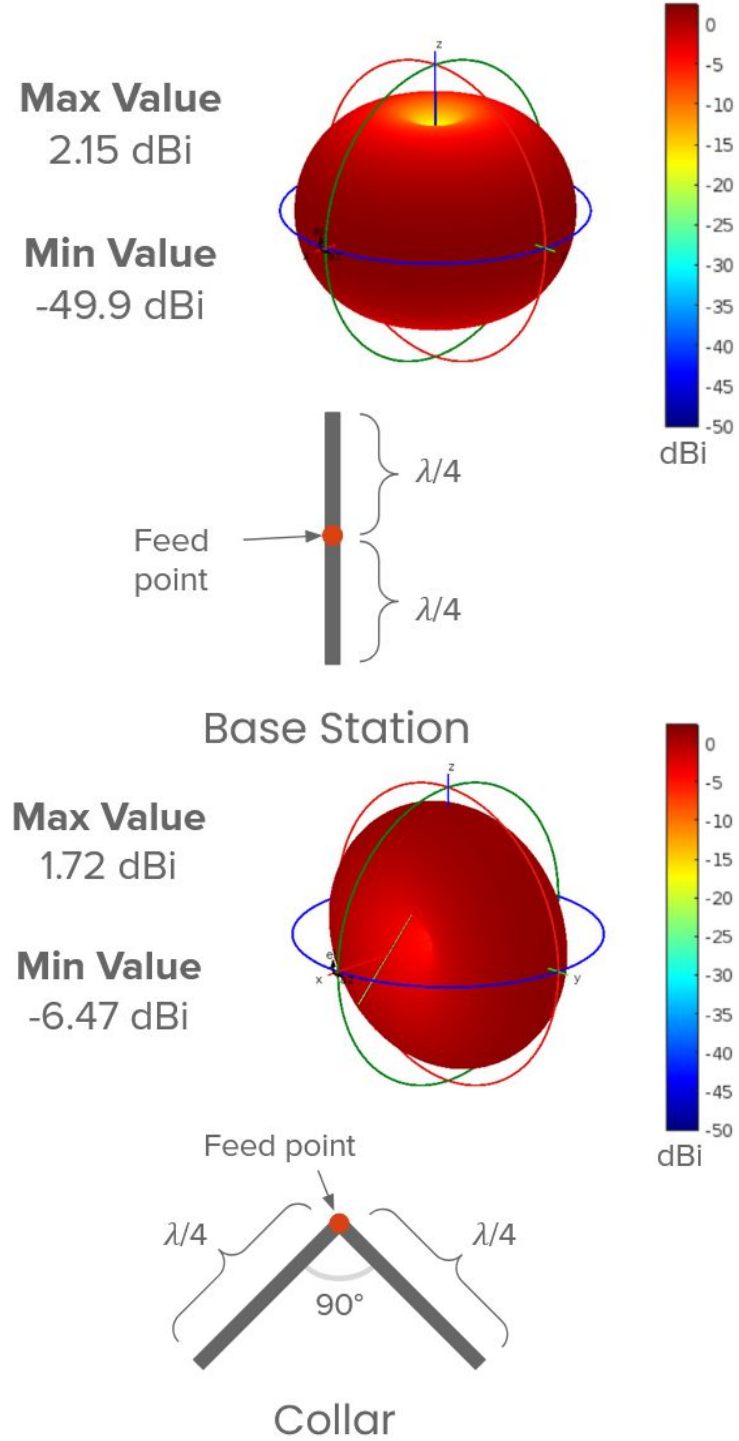 z
Max Value
2.15 dBi
Min Value
-49.9 dBi
0
-5
-10
-15
-20
-25
-30
-35
-40
-45
-50
dBi
λ/4
Feed
point
λ/4
Base Station
z
Max Value
1.72 dBi
Min Value
-6.47 dBi
x
y
0
-5
-10
-15
-20
-25
-30
-35
-40
-45
-50
dBi
Feed point
λ/4
λ/4
90°
Collar